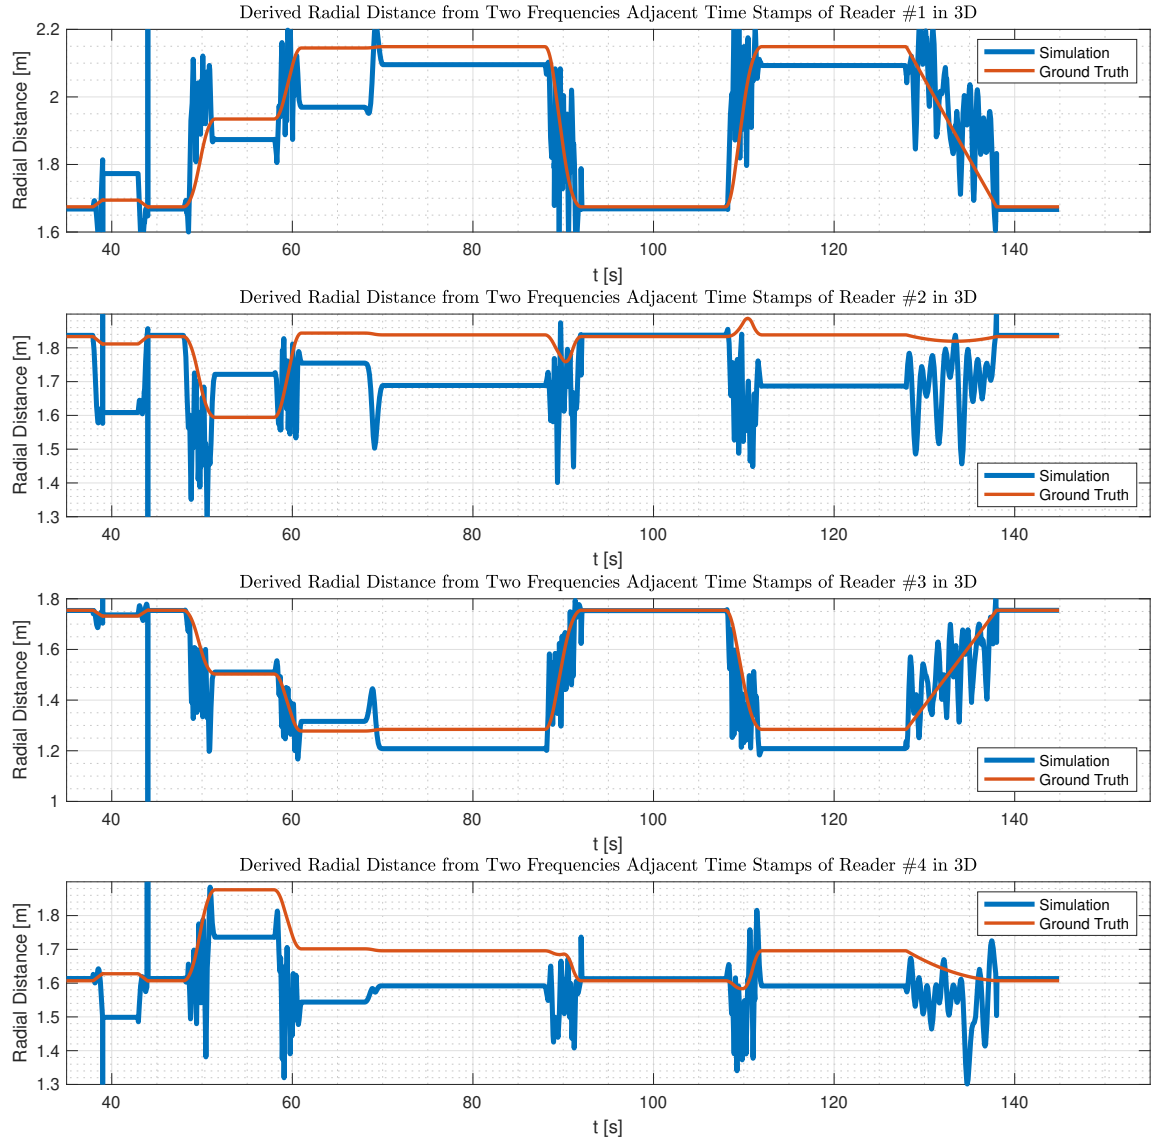 Derived Radial Distance from Two Frequencies Adjacent Time Stamps of Reader #1 in 3D
Radial Distance [m]
2.2
2
1.8
1.6
Simulation
Ground Truth
40 60 80 100 120 140
t [s]
Derived Radial Distance from Two Frequencies Adjacent Time Stamps of Reader #2 in 3D
Radial Distance [m]
1.8
1.7
1.6
1.5
1.4
1.3
Simulation
Ground Truth
40 60 80 100 120 140
t [s]
Derived Radial Distance from Two Frequencies Adjacent Time Stamps of Reader #3 in 3D
Radial Distance [m]
1.8
1.6
1.4
1.2
1
Simulation
Ground Truth
40 60 80 100 120 140
t [s]
Derived Radial Distance from Two Frequencies Adjacent Time Stamps of Reader #4 in 3D
Radial Distance [m]
1.8
1.7
1.6
1.5
1.4
1.3
Simulation
Ground Truth
40 60 80 100 120 140
t [s]